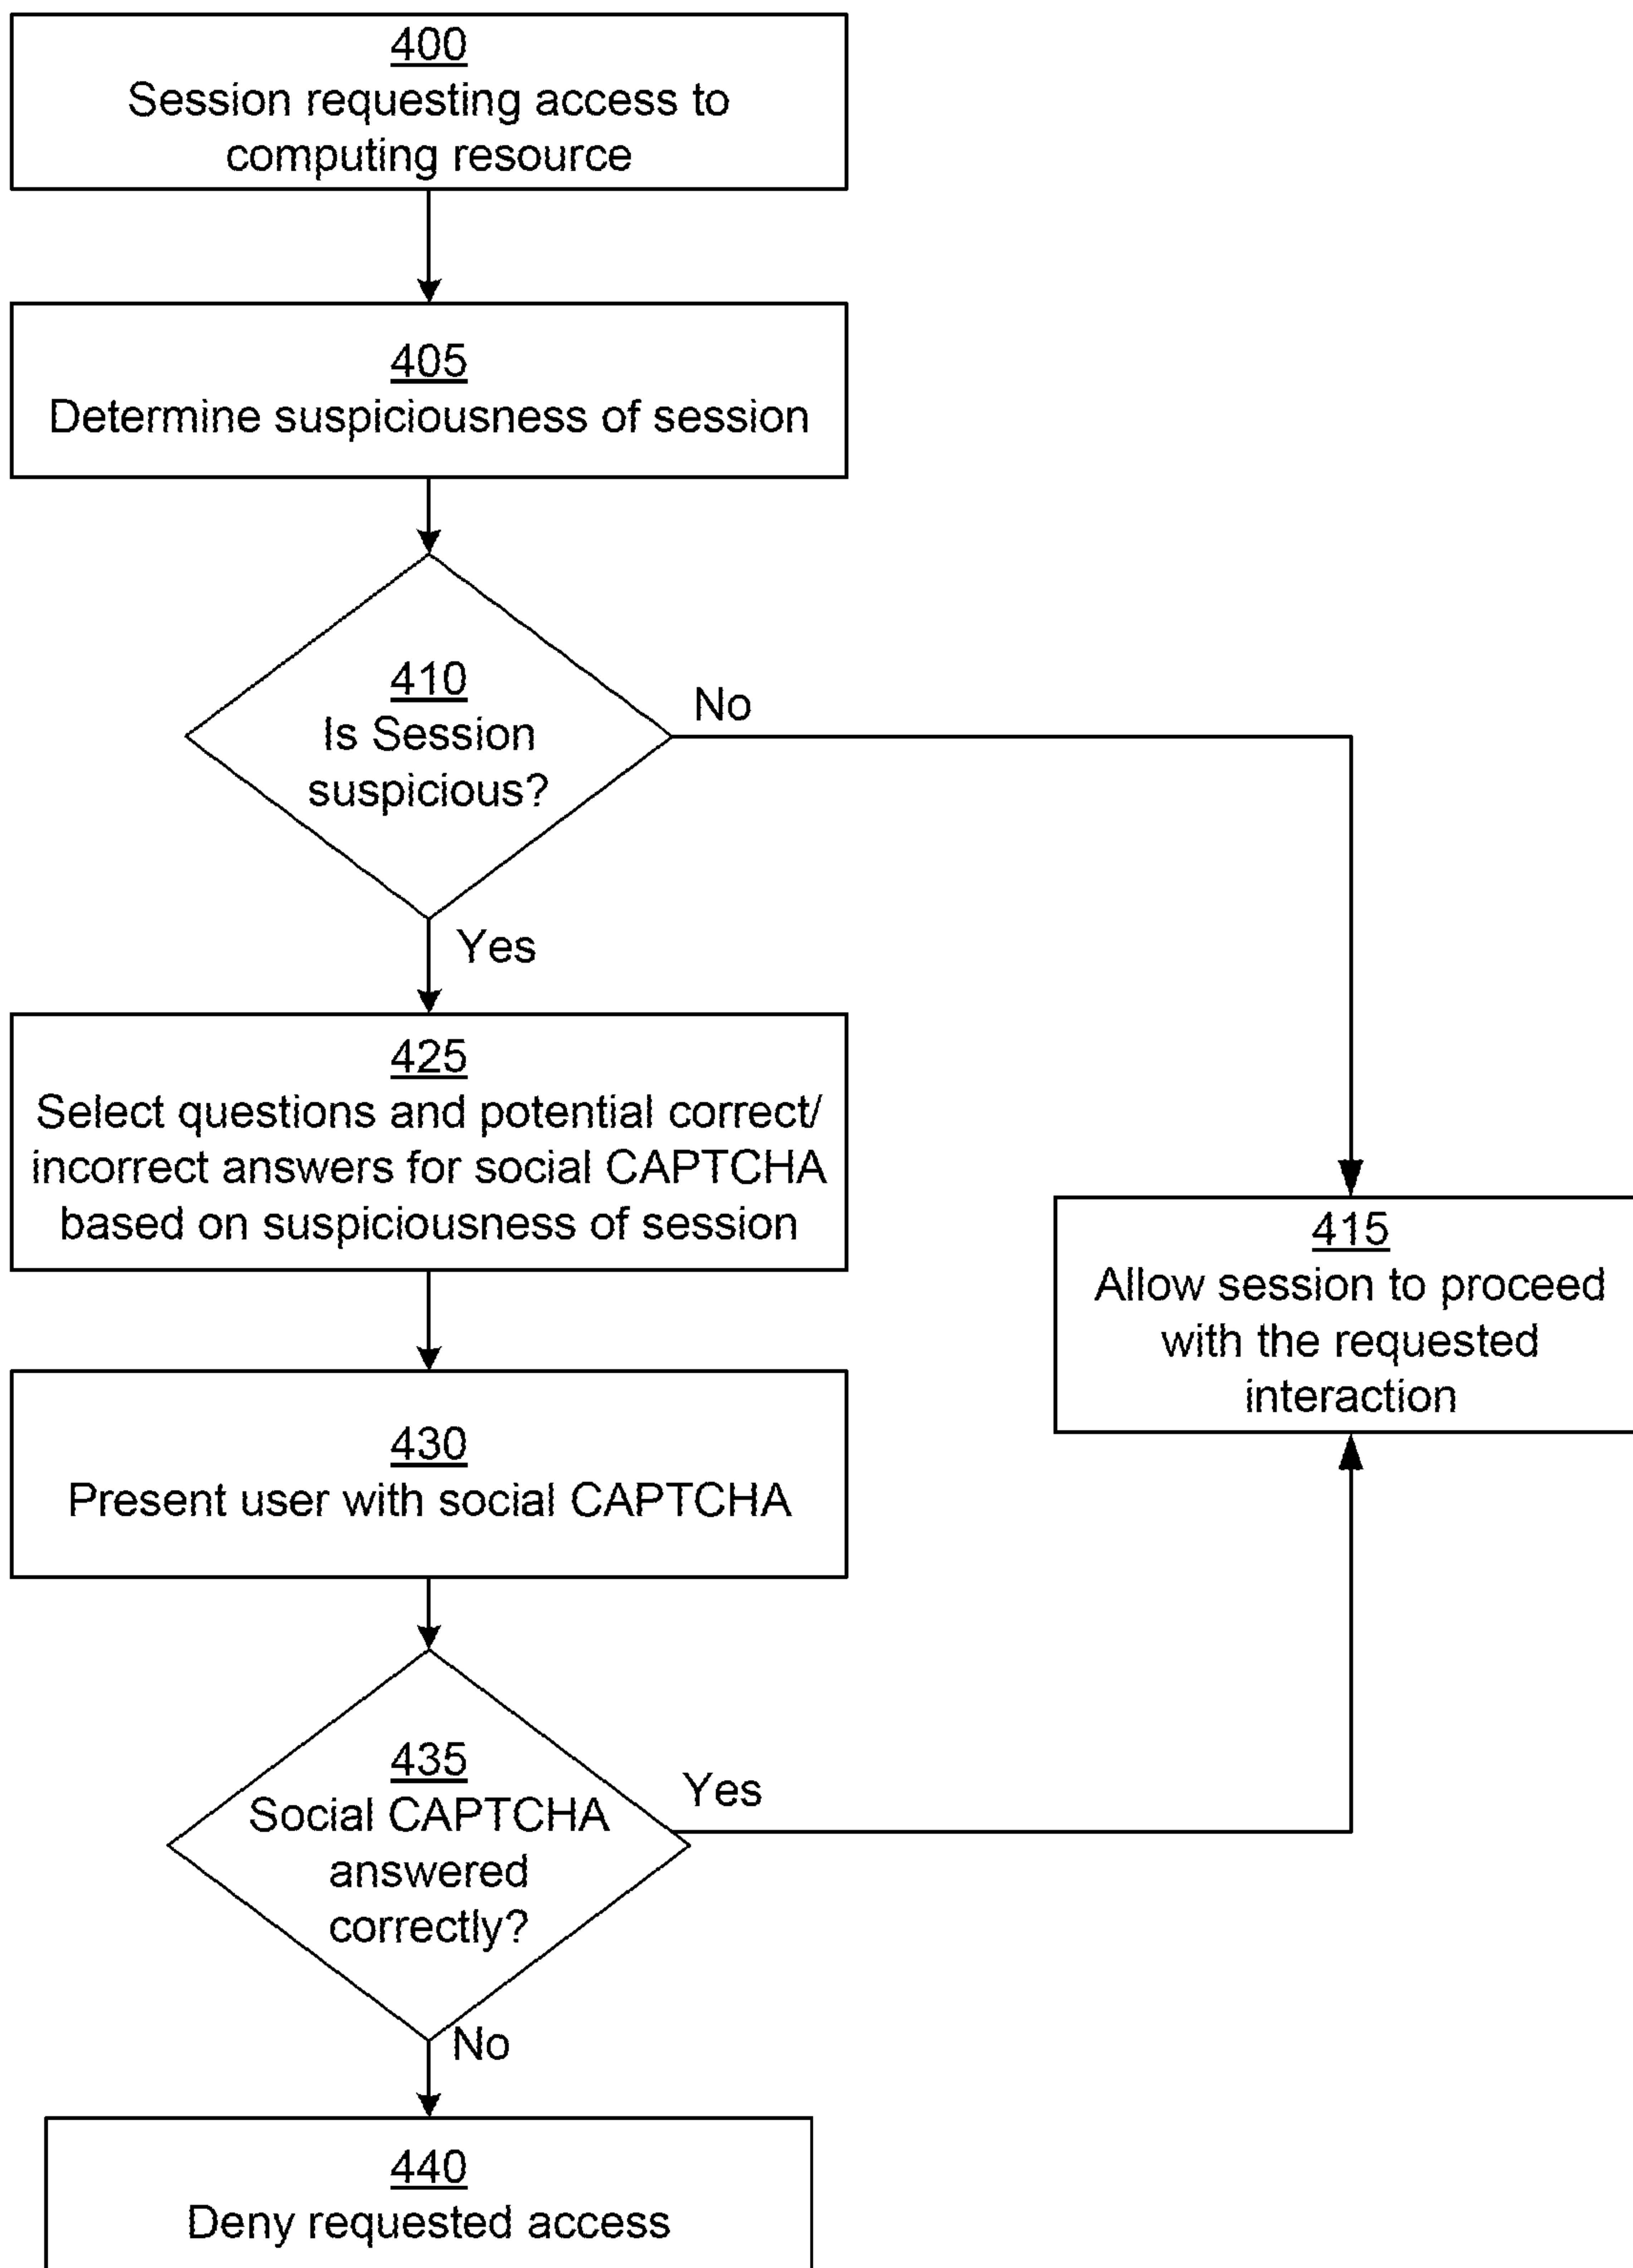 400
Session requesting access to
computing resource
405
Determine suspiciousness of session
410
Is Session
suspicious?
No
Yes
425
Select questions and potential correct/
incorrect answers for social CAPTCHA
based on suspiciousness of session
415
Allow session to proceed
with the requested
interaction
430
Present user with social CAPTCHA
435
Social CAPTCHA
answered
correctly?
Yes
No
440
Deny requested access